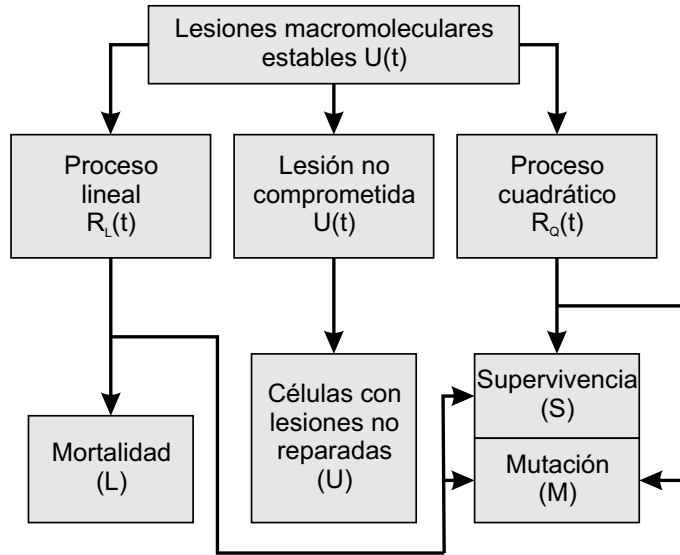 Lesiones macromoleculares
estables U(t)
Proceso
lineal
R_L(t)
Lesión no
comprometida
U(t)
Proceso
cuadrático
R_Q(t)
Mortalidad
(L)
Células con
lesiones no
reparadas
(U)
Supervivencia
(S)
Mutación
(M)